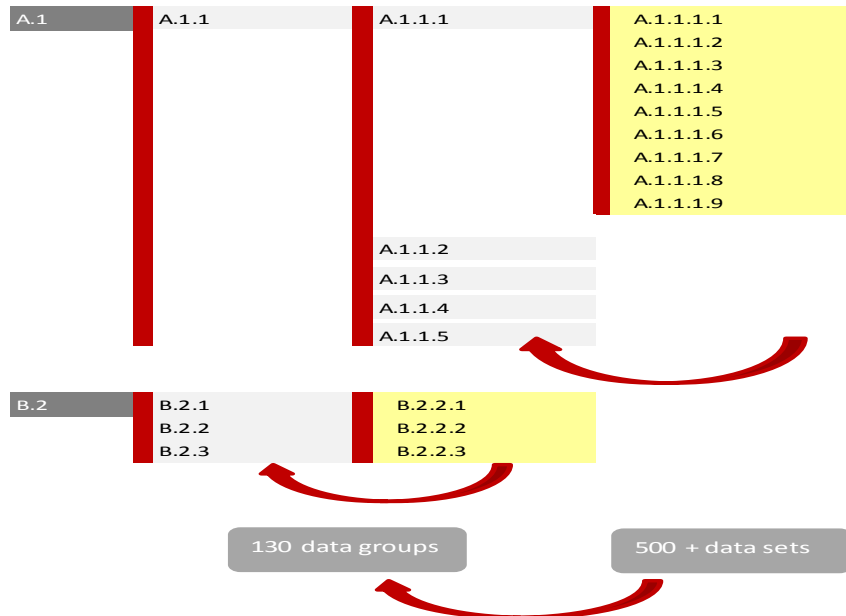 A.1 A.1.1 A.1.1.1 A.1.1.1.1
A.1.1.1.2
A.1.1.1.3
A.1.1.1.4
A.1.1.1.5
A.1.1.1.6
A.1.1.1.7
A.1.1.1.8
A.1.1.1.9
A.1.1.2
A.1.1.3
A.1.1.4
A.1.1.5
B.2 B.2.1 B.2.2.1
B.2.2 B.2.2.2
B.2.3 B.2.2.3
130 data groups 500 + data sets